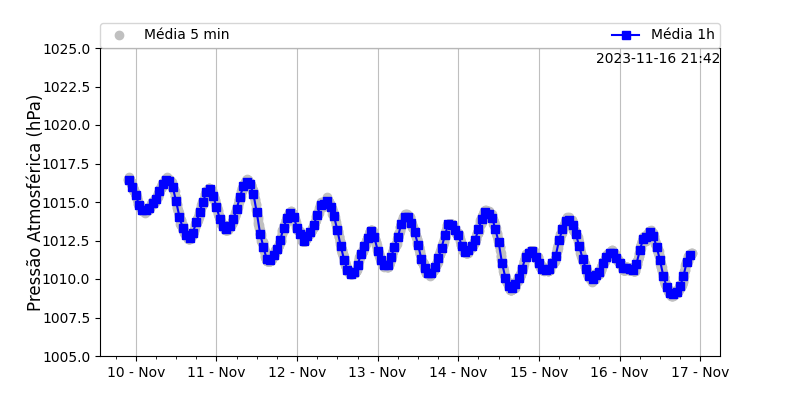 Média 5 min
Média 1h
2023-11-16 21:42
Pressão Atmosférica (hPa)
1025.0
1022.5
1020.0
1017.5
1015.0
1012.5
1010.0
1007.5
1005.0
10 - Nov
11 - Nov
12 - Nov
13 - Nov
14 - Nov
15 - Nov
16 - Nov
17 - Nov